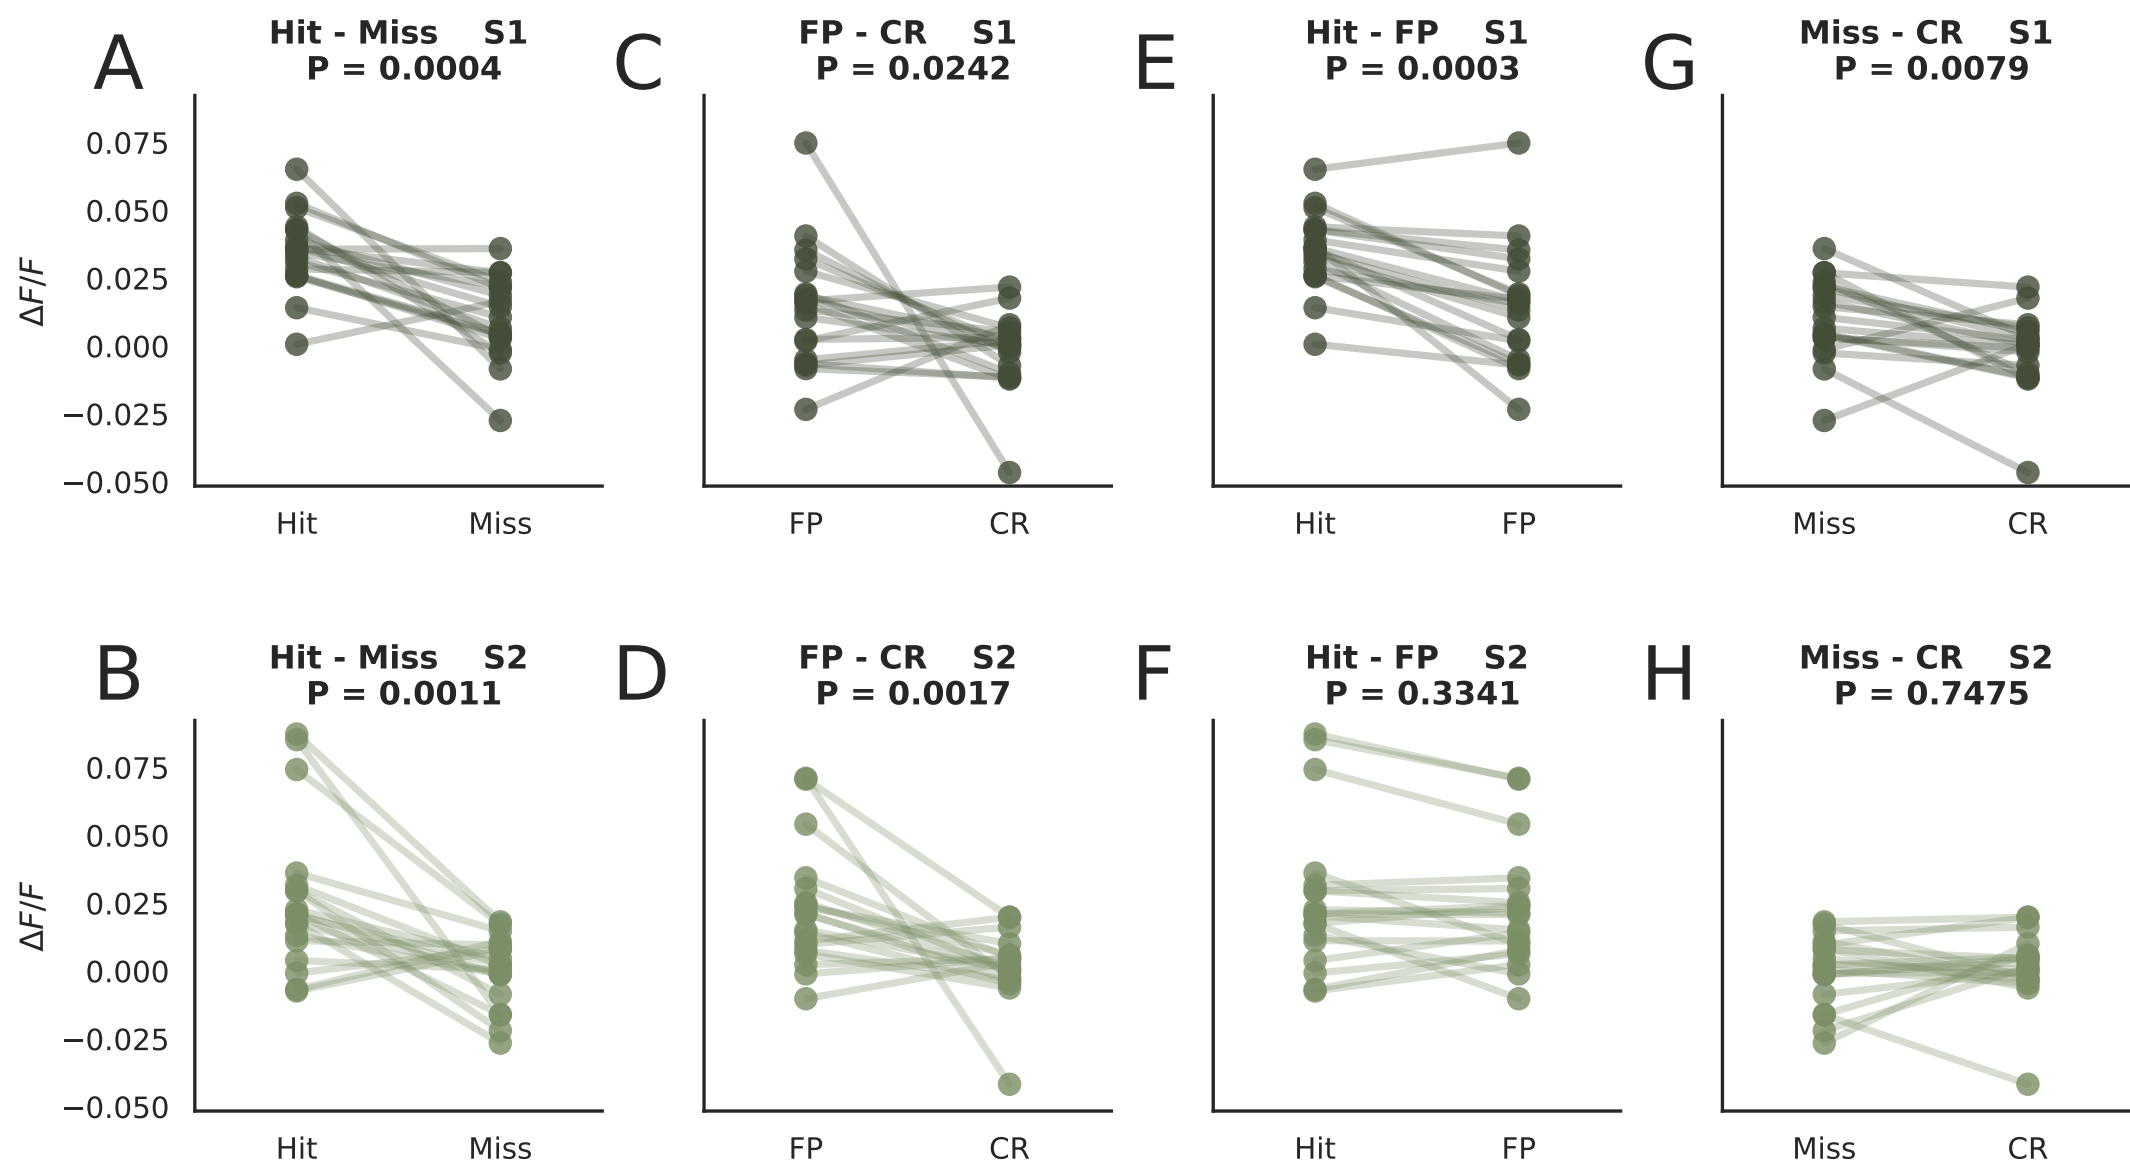 A
Hit - Miss S1
P = 0.0004
C
FP - CR S1
P = 0.0242
E
Hit - FP S1
P = 0.0003
G
Miss - CR S1
P = 0.0079
ΔF/F
0.075
0.050
0.025
0.000
−0.025
−0.050
Hit Miss
FP CR
Hit FP
Miss CR
B
Hit - Miss S2
P = 0.0011
D
FP - CR S2
P = 0.0017
F
Hit - FP S2
P = 0.3341
H
Miss - CR S2
P = 0.7475
ΔF/F
0.075
0.050
0.025
0.000
−0.025
−0.050
Hit Miss
FP CR
Hit FP
Miss CR